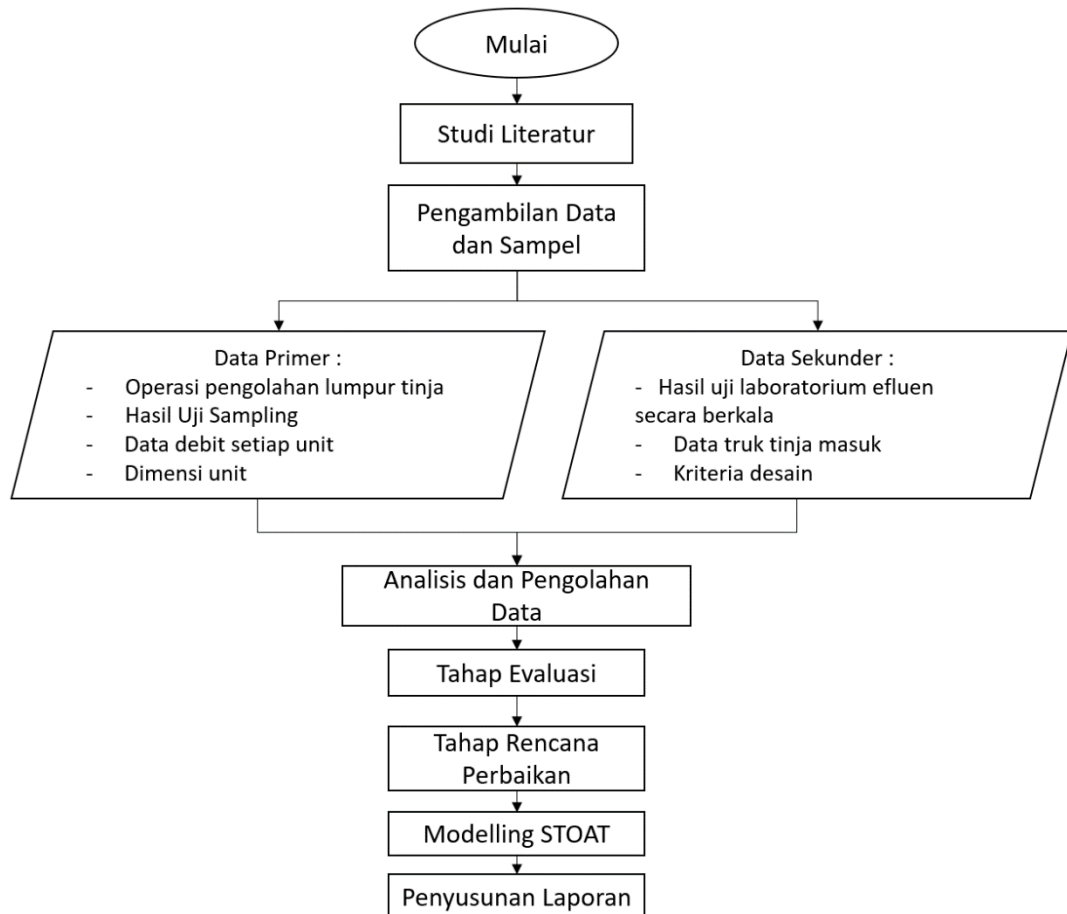 Mulai
Studi Literatur
Pengambilan Data
dan Sampel
Data Primer :
- Operasi pengolahan lumpur tinja
- Hasil Uji Sampling
- Data debit setiap unit
- Dimensi unit
Data Sekunder :
- Hasil uji laboratorium efluen
secara berkala
- Data truk tinja masuk
- Kriteria desain
Analisis dan Pengolahan
Data
Tahap Evaluasi
Tahap Rencana
Perbaikan
Modelling STOAT
Penyusunan Laporan